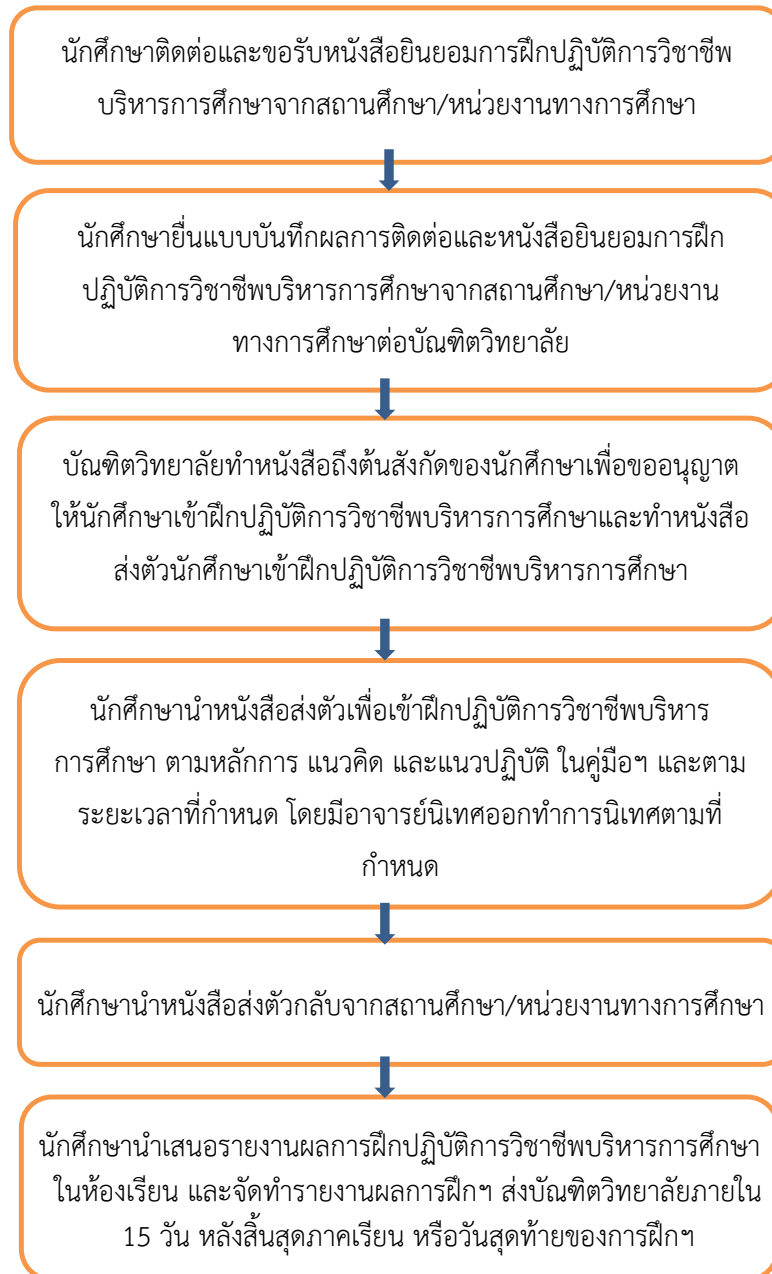 นักศึกษาติดต่อและขอรับหนังสือยินยอมการฝึกปฏิบัติการวิชาชีพ
บริหารการศึกษาจากสถานศึกษา/หน่วยงานทางการศึกษา
นักศึกษายื่นแบบบันทึกผลการติดต่อและหนังสือยินยอมการฝึก
ปฏิบัติการวิชาชีพบริหารการศึกษาจากสถานศึกษา/หน่วยงาน
ทางการศึกษาต่อบัณฑิตวิทยาลัย
บัณฑิตวิทยาลัยทำหนังสือถึงต้นสังกัดของนักศึกษาเพื่อขออนุญาต
ให้นักศึกษาเข้าฝึกปฏิบัติการวิชาชีพบริหารการศึกษาและทำหนังสือ
ส่งตัวนักศึกษาเข้าฝึกปฏิบัติการวิชาชีพบริหารการศึกษา
นักศึกษานำหนังสือส่งตัวเพื่อเข้าฝึกปฏิบัติการวิชาชีพบริหาร
การศึกษา ตามหลักการ แนวคิด และแนวปฏิบัติ ในคู่มือฯ และตาม
ระยะเวลาที่กำหนด โดยมีอาจารย์นิเทศออกทำการนิเทศตามที่
กำหนด
นักศึกษานำหนังสือส่งตัวกลับจากสถานศึกษา/หน่วยงานทางการศึกษา
นักศึกษานำเสนอรายงานผลการฝึกปฏิบัติการวิชาชีพบริหารการศึกษา
ในห้องเรียน และจัดทำรายงานผลการฝึกฯ ส่งบัณฑิตวิทยาลัยภายใน
15 วัน หลังสิ้นสุดภาคเรียน หรือวันสุดท้ายของการฝึกฯ